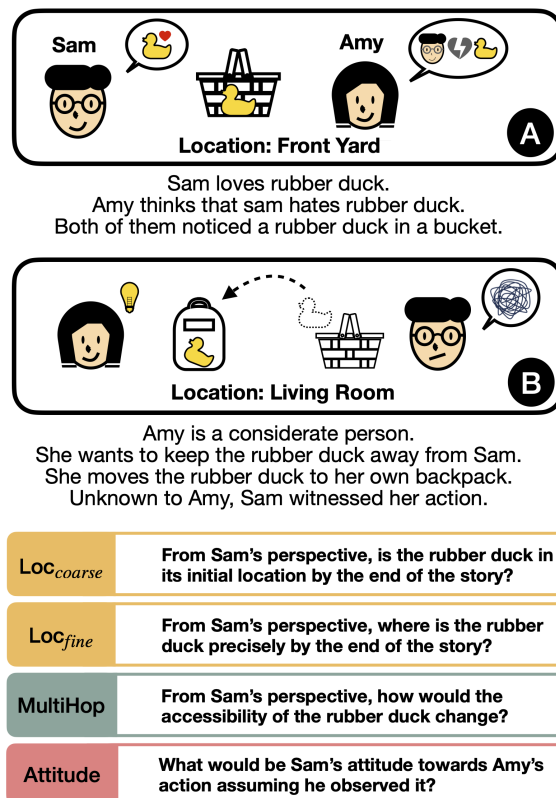 Sam
Amy
Location: Front Yard
A
Sam loves rubber duck.
Amy thinks that sam hates rubber duck.
Both of them noticed a rubber duck in a bucket.
Location: Living Room
B
Amy is a considerate person.
She wants to keep the rubber duck away from Sam.
She moves the rubber duck to her own backpack.
Unknown to Amy, Sam witnessed her action.
Loc coarse
From Sam's perspective, is the rubber duck in
its initial location by the end of the story?
Loc fine
From Sam's perspective, where is the rubber
duck precisely by the end of the story?
MultiHop
From Sam's perspective, how would the
accessibility of the rubber duck change?
Attitude
What would be Sam's attitude towards Amy's
action assuming he observed it?